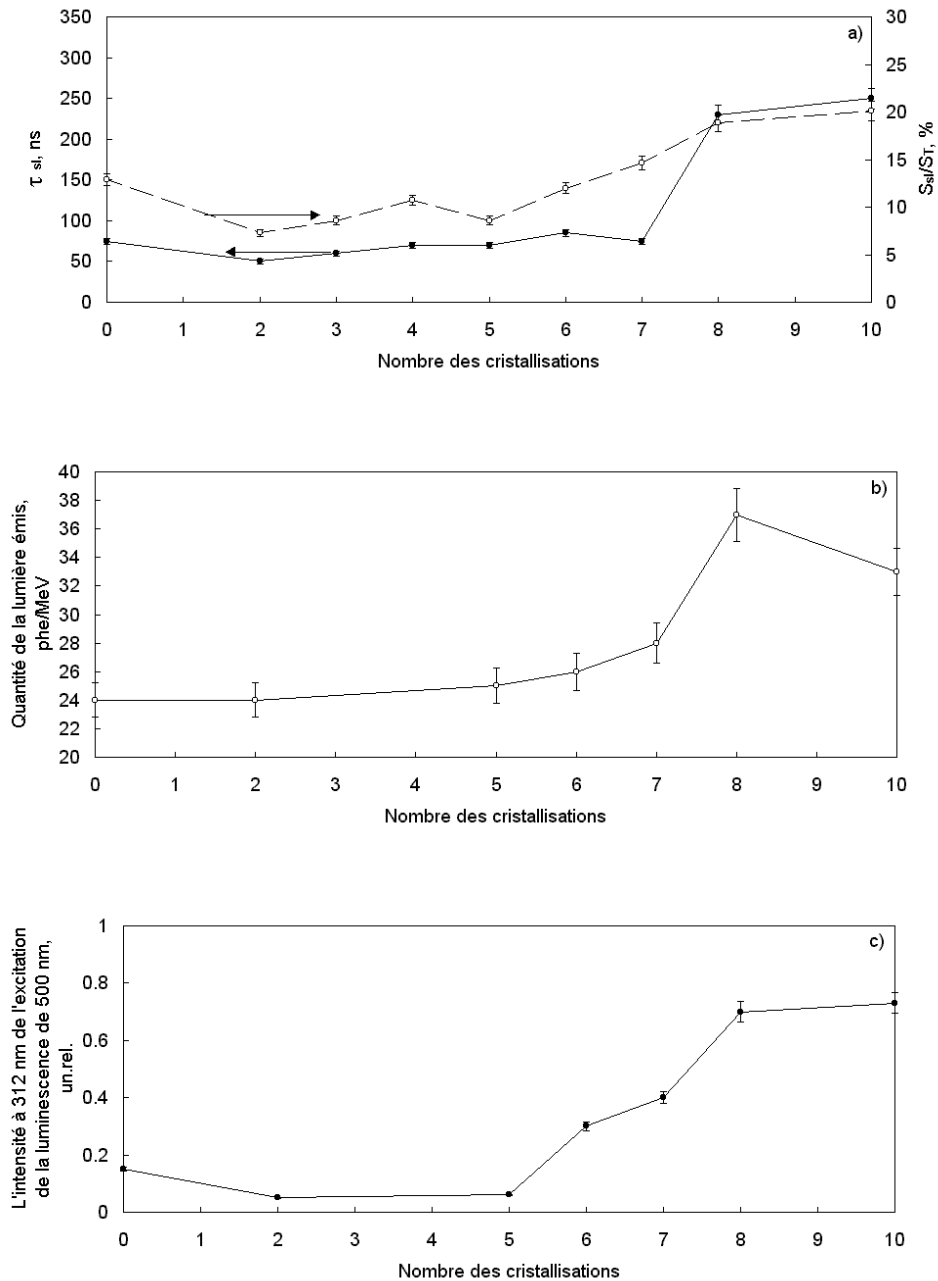 a)
350
300
250
200
150
100
50
0
30
25
20
15
10
5
0
τ sl, ns
Ssl/ST, %
0 1 2 3 4 5 6 7 8 9 10
Nombre des cristallisations
b)
40
38
36
34
32
28
26
24
22
20
Quantité de la lumière émis,
phe/MeV
0 1 2 3 5 6 7 8 9 10
Nombre des cristallisations
c)
1
0.8
0.6
0.4
0.2
0
L'intensité à 312 nm de l'excitation
de la luminescence de 500 nm,
un.rel.
0 1 2 3 5 6 7 8 9 10
Nombre des cristallisations